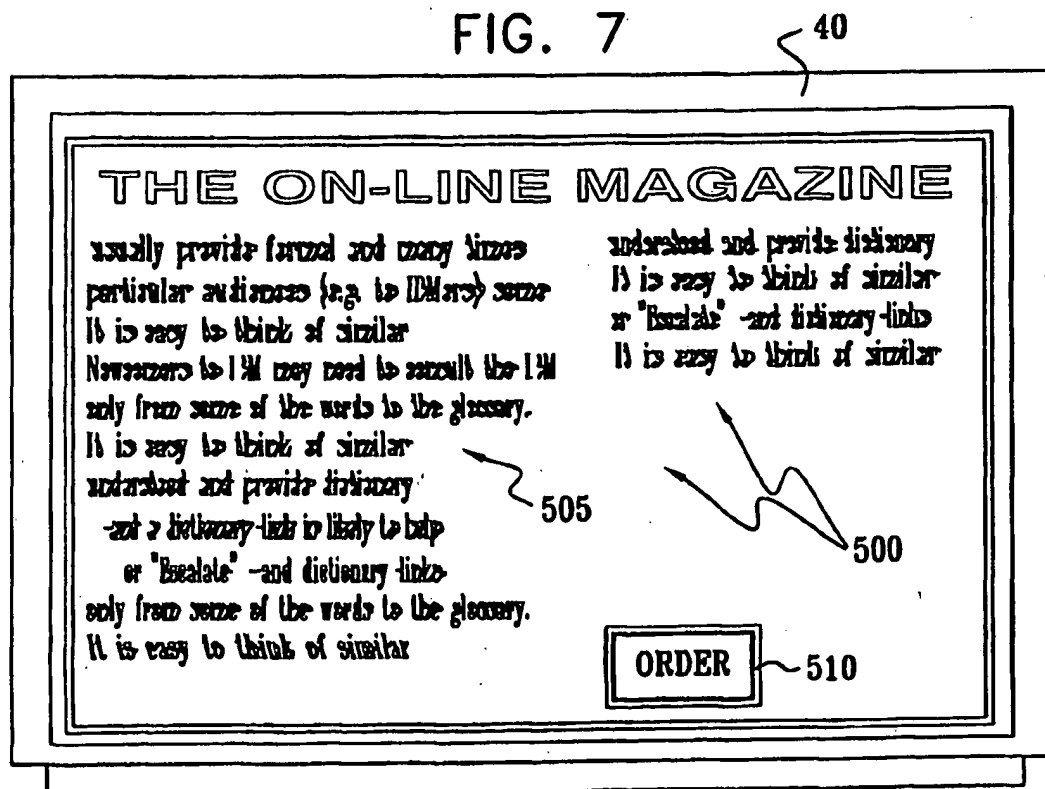 FIG. 7
40
THE ON-LINE MAGAZINE
usually provide formal and many times
particular audiences (e.g. to IDMers) some
It is easy to think of similar
Newcomers to may need to consult the
only from some of the words to the glossary.
It is easy to think of similar
understood and provide dictionary
-and a dictionary-link is likely to help
or "Escalate" -and dictionary-links
only from some of the words to the glossary.
It is easy to think of similar
understood and provide dictionary
It is easy to think of similar
or "Escalate" -and dictionary-links
It is easy to think of similar
505
500
ORDER
510